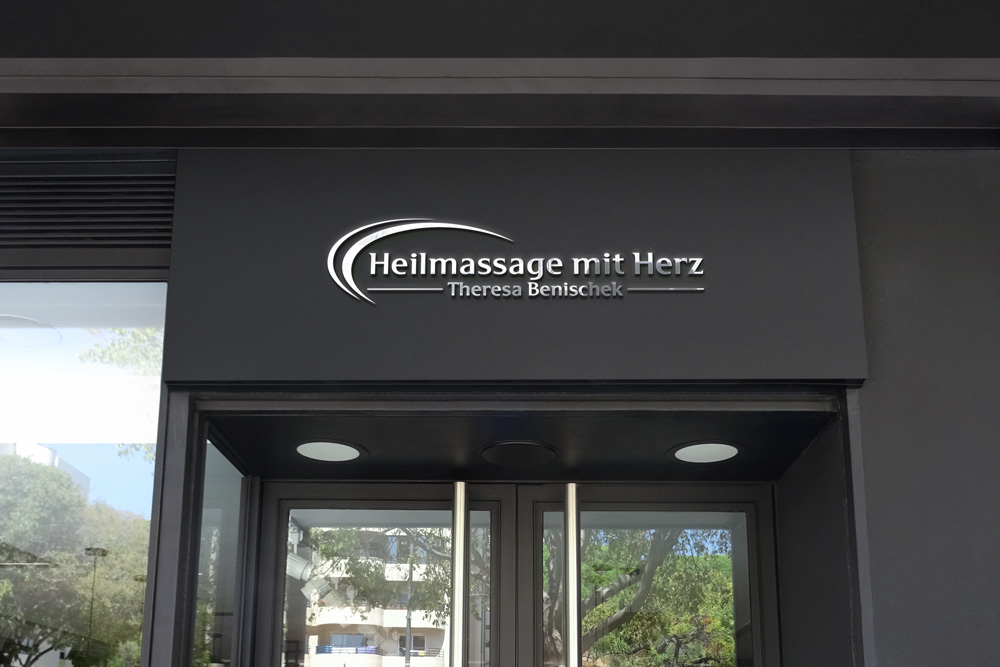 Heilmassage mit Herz
Theresa Benischek